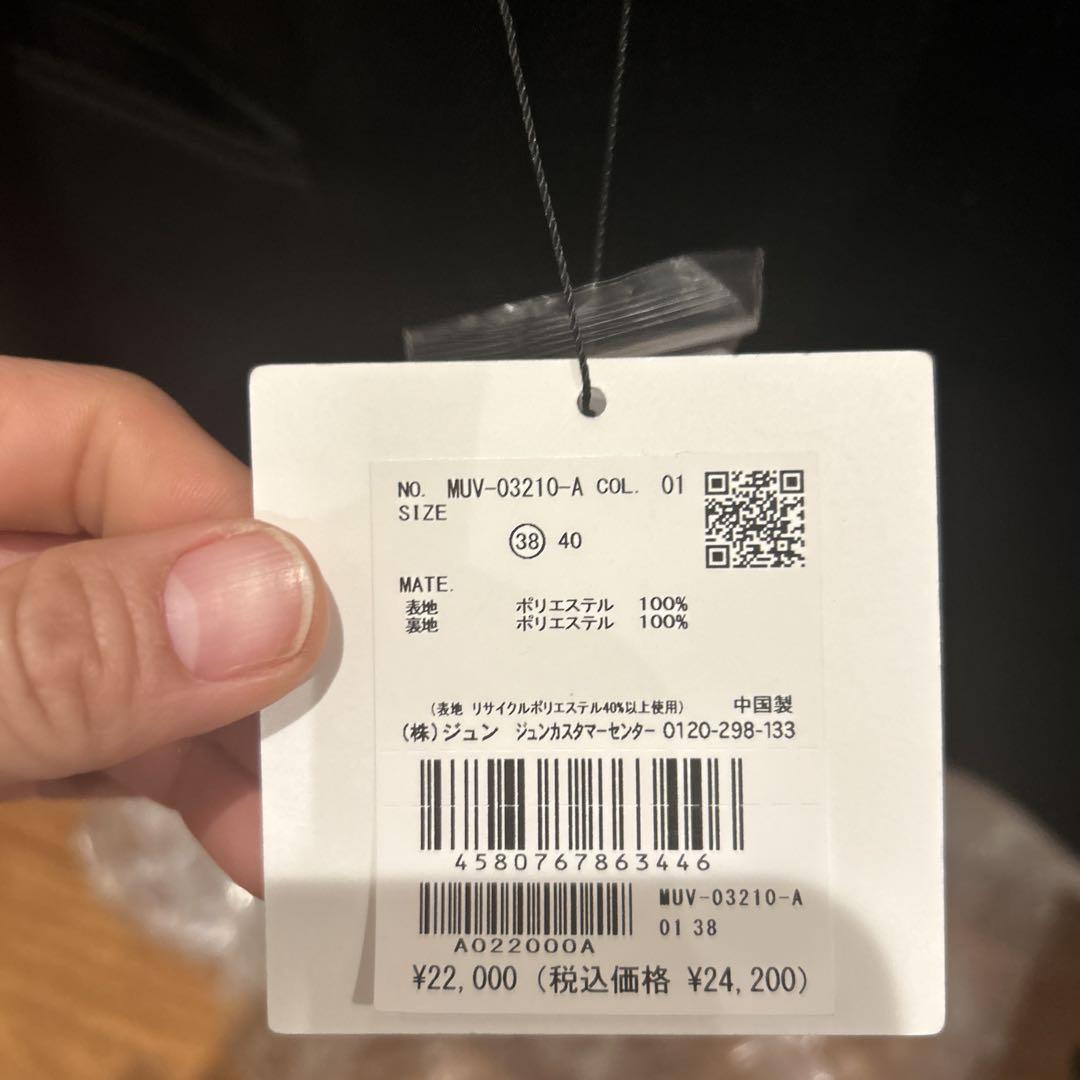 NO. MUV-03210-A COL. 01
SIZE
38 40
MATE.
表地 ポリエステル 100%
裏地 ポリエステル 100%
(表地 リサイクルポリエステル40%以上使用) 中国製
(株)ジュン ジュンカスタマーセンター 0120-298-133
4580767863446
MUV-03210-A
01 38
A022000A
¥22,000 (税込価格 ¥24,200)